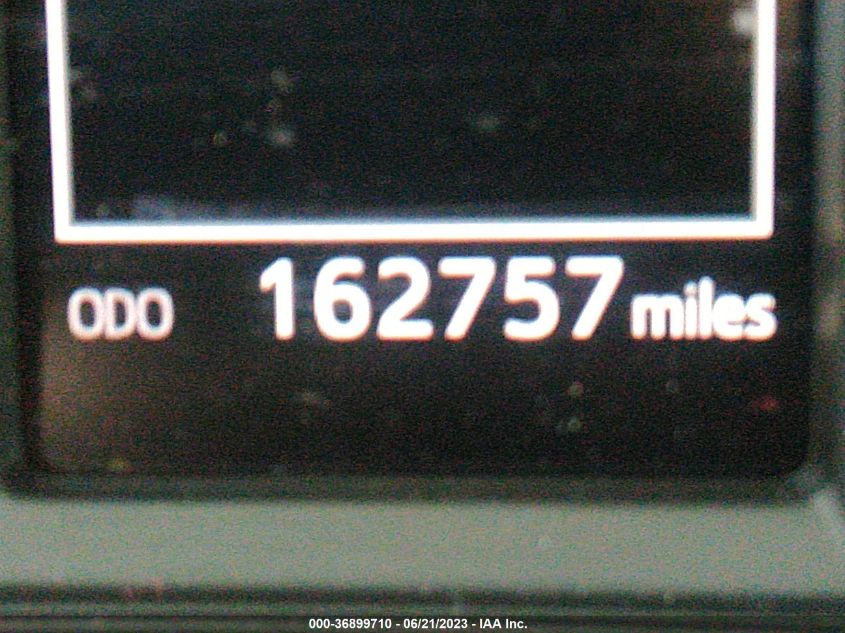 ODO 162757 miles
000-36899710 - 06/21/2023 - IAA Inc.